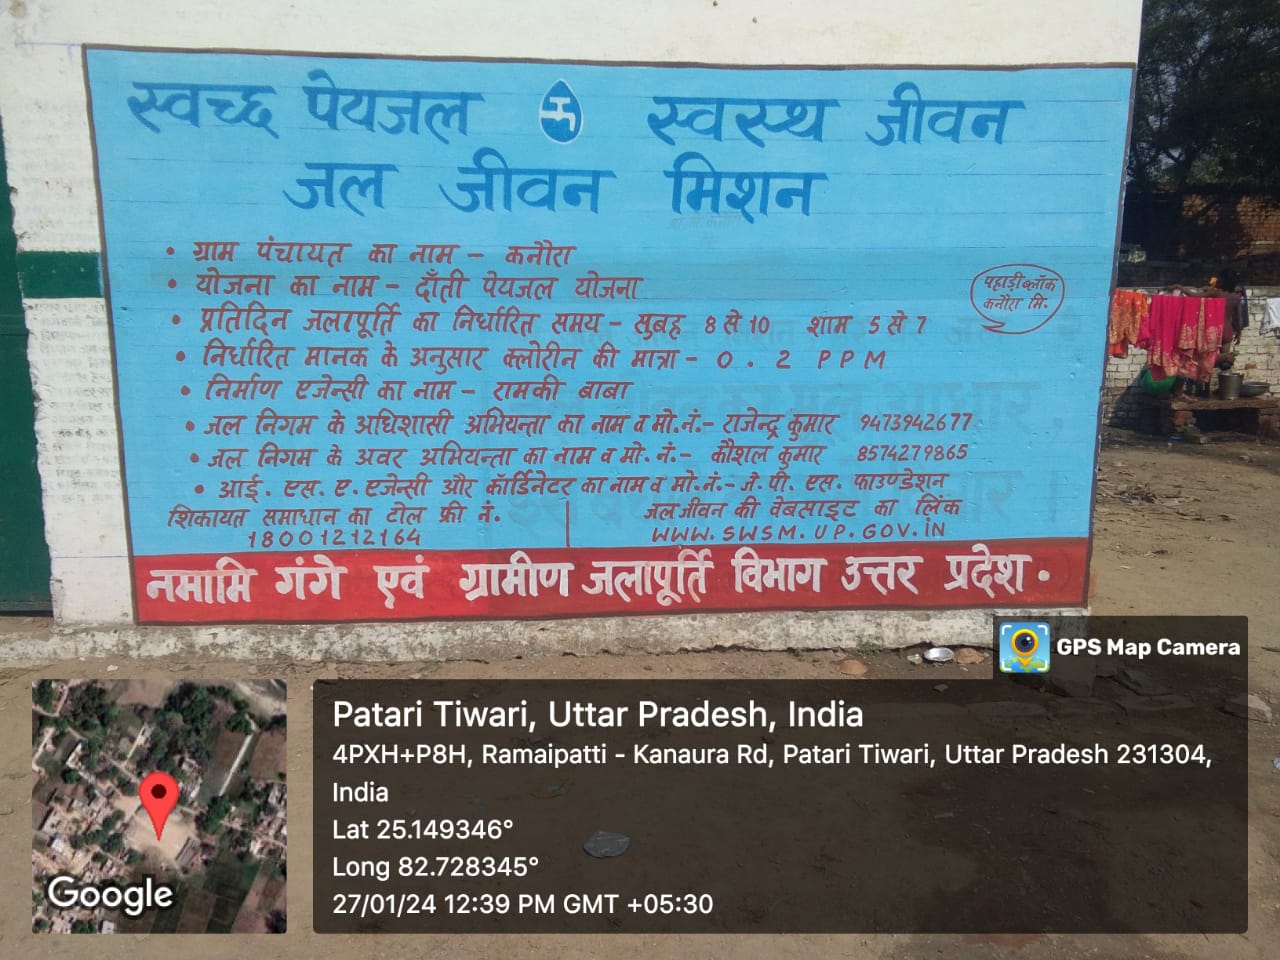 स्वच्छ पेयजल स्वस्थ जीवन
जल जीवन मिशन
• ग्राम पंचायत का नाम – कनौरा
• योजना का नाम – दाँती पेयजल योजना
पहाड़ी ब्लॉक
कनौरा मि.
• प्रतिदिन जलापूर्ति का निर्धारित समय – सुबह 8 से 10 शाम 5 से 7
• निर्धारित मानक के अनुसार क्लोरीन की मात्रा – 0.2 PPM
• निर्माण एजेन्सी का नाम – रामकी बाबा
• जल निगम के अधिशासी अभियन्ता का नाम व मो.नं.– राजेन्द्र कुमार 9473942677
• जल निगम के अवर अभियन्ता का नाम व मो. नं.– कौशल कुमार 8574279865
• आई. एस. ए. एजेन्सी और कॉर्डिनेटर का नाम व मो. नं.– जे. पी. एस. फाउण्डेशन
शिकायत समाधान का टोल फ्री नं. जलजीवन की वेबसाइट का लिंक
18001212164 WWW.SWSM.UP.GOV.IN
नमामि गंगे एवं ग्रामीण जलापूर्ति विभाग उत्तर प्रदेश.
GPS Map Camera
Patari Tiwari, Uttar Pradesh, India
4PXH+P8H, Ramaipatti - Kanaura Rd, Patari Tiwari, Uttar Pradesh 231304,
India
Lat 25.149346°
Long 82.728345°
27/01/24 12:39 PM GMT +05:30
Google